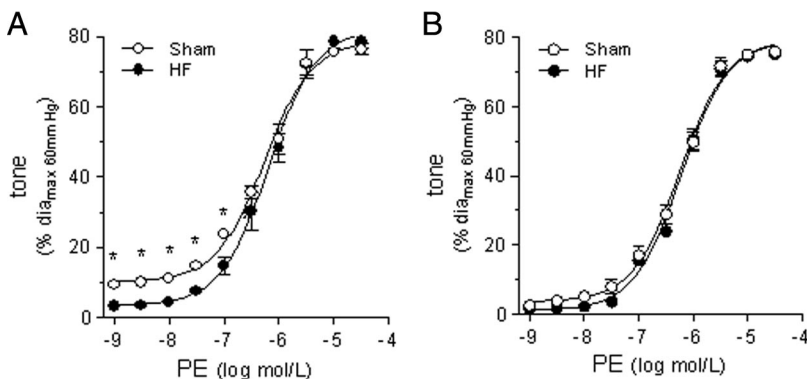 A
Sham
HF
tone
(% dia max 60mmHg)
80
60
40
20
0
* * * * *
-9 -8 -7 -6 -5 -4
PE (log mol/L)
B
Sham
HF
tone
(% dia max 60mmHg)
80
60
40
20
0
-9 -8 -7 -6 -5 -4
PE (log mol/L)